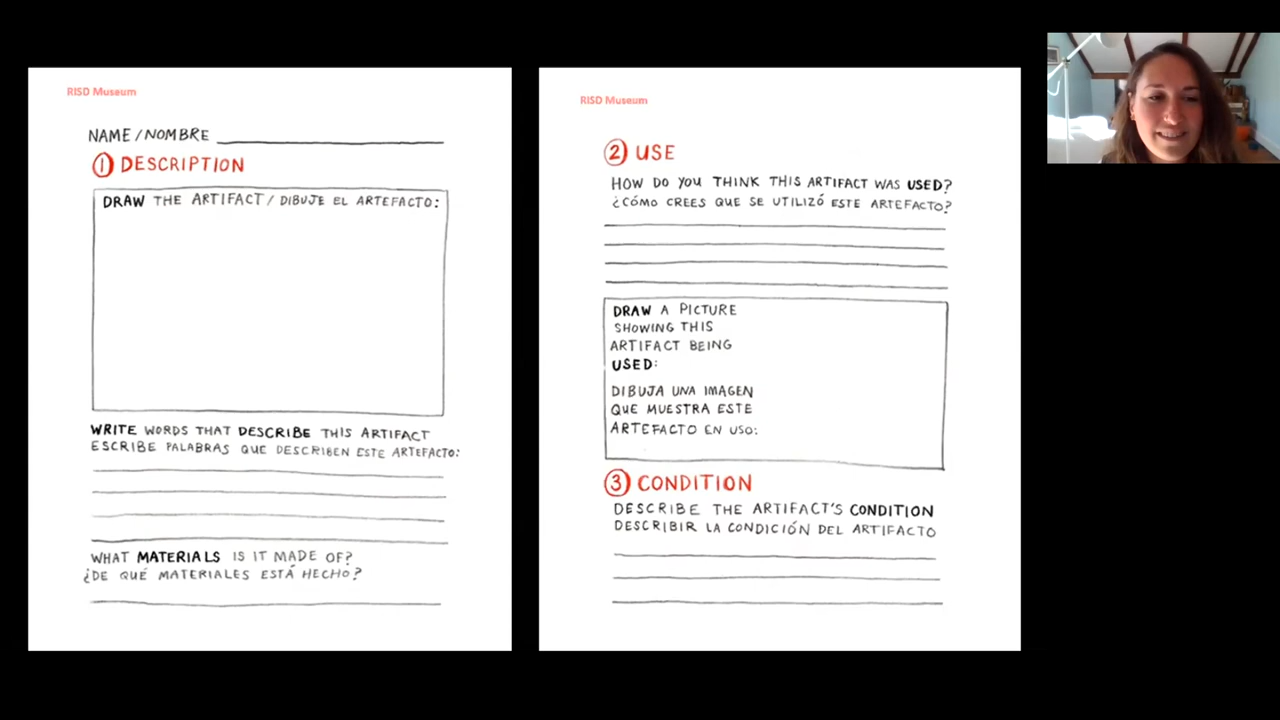 RISD Museum
NAME/NOMBRE
1 DESCRIPTION
DRAW THE ARTIFACT / DIBUJE EL ARTEFACTO:
WRITE WORDS THAT DESCRIBE THIS ARTIFACT
ESCRIBE PALABRAS QUE DESCRIBEN ESTE ARTEFACTO:
WHAT MATERIALS IS IT MADE OF?
¿DE QUÉ MATERIALES ESTÁ HECHO?
RISD Museum
2 USE
HOW DO YOU THINK THIS ARTIFACT WAS USED?
¿CÓMO CREES QUE SE UTILIZÓ ESTE ARTEFACTO?
DRAW A PICTURE
SHOWING THIS
ARTIFACT BEING
USED:
DIBUJA UNA IMAGEN
QUE MUESTRA ESTE
ARTEFACTO EN USO:
3 CONDITION
DESCRIBE THE ARTIFACT'S CONDITION
DESCRIBIR LA CONDICIÓN DEL ARTIFACTO